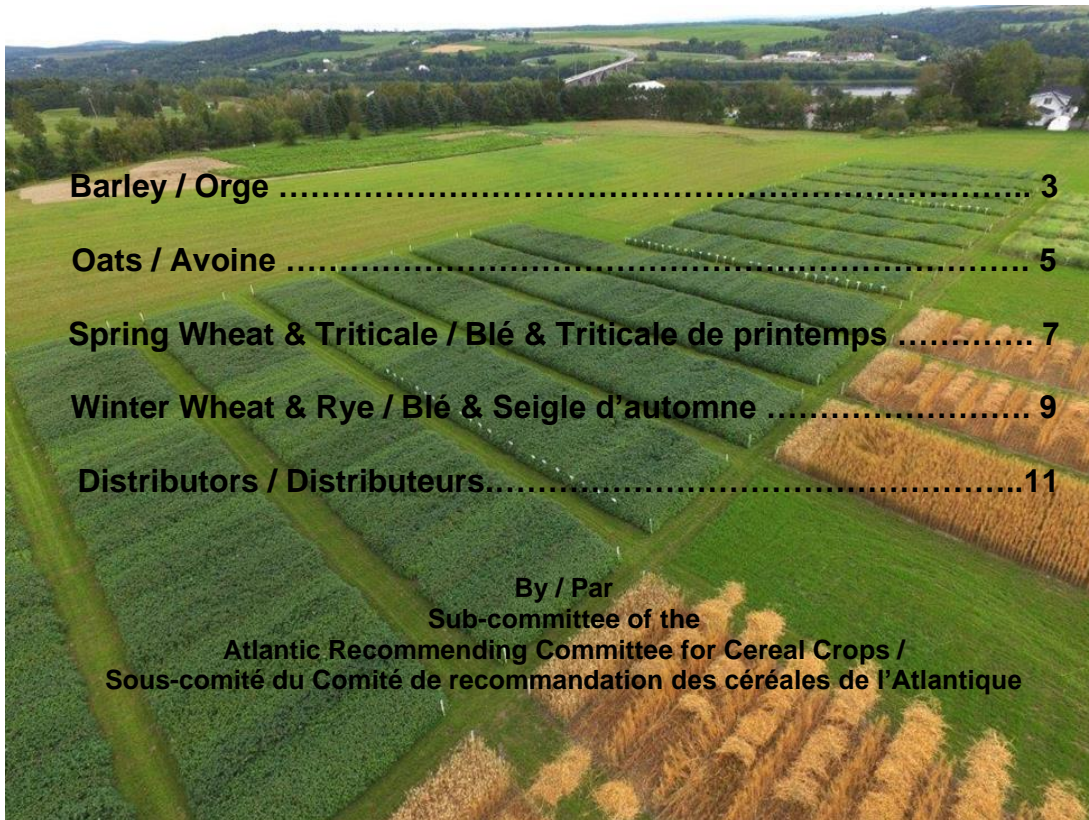 Barley / Orge ………………………………………………………………….. 3
Oats / Avoine ………………………………………………………………….. 5
Spring Wheat & Triticale / Blé & Triticale de printemps …………. 7
Winter Wheat & Rye / Blé & Seigle d’automne ……………………. 9
Distributors / Distributeurs………………………………………………...11
By / Par
Sub-committee of the
Atlantic Recommending Committee for Cereal Crops /
Sous-comité du Comité de recommandation des céréales de l’Atlantique